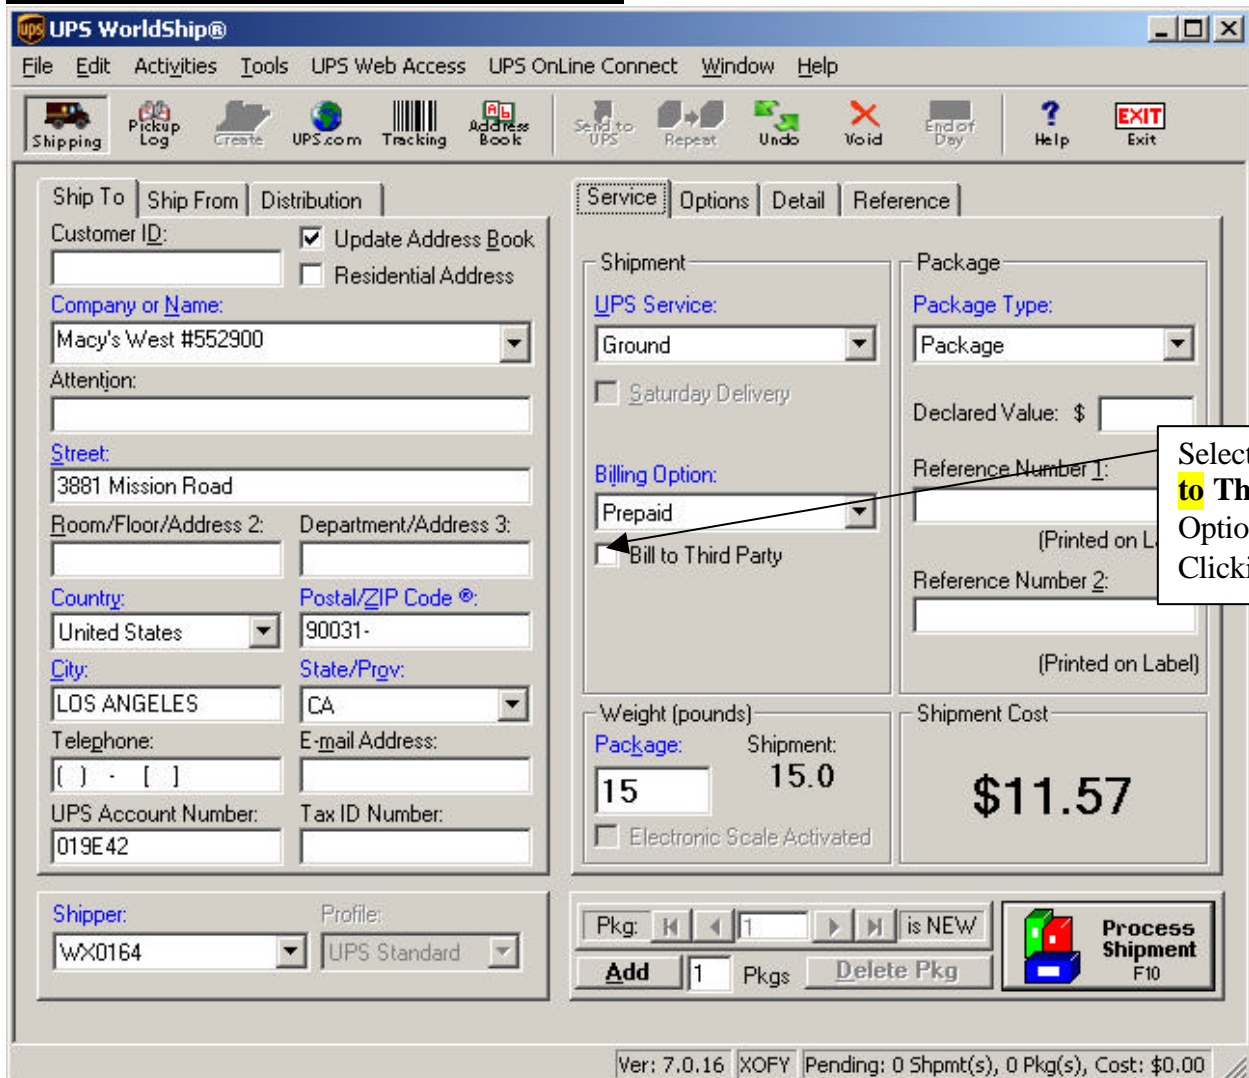 UPS WorldShip®
File Edit Activities Tools UPS Web Access UPS OnLine Connect Window Help
Shipping Pickup Log Create UPS.com Tracking Address Book Send to UPS Repeat Undo Void End of Day Help EXIT Exit
Ship To Ship From Distribution
Customer ID: Update Address Book
Residential Address
Company or Name:
Macy's West #552900
Attention:
Street:
3881 Mission Road
Room/Floor/Address 2: Department/Address 3:
Country: Postal/ZIP Code ®:
United States 90031-
City: State/Prov:
LOS ANGELES CA
Telephone: E-mail Address:
( ) - [ ]
UPS Account Number: Tax ID Number:
019E42
Shipper: Profile:
WX0164 UPS Standard
Service Options Detail Reference
Shipment
UPS Service:
Ground
Saturday Delivery
Billing Option:
Prepaid
Bill to Third Party
Package
Package Type:
Package
Declared Value: $
Reference Number 1:
(Printed on L
Reference Number 2:
(Printed on Label)
Select
to Th
Optio
Clicki
Weight (pounds)
Package: Shipment:
15 15.0
Electronic Scale Activated
Shipment Cost
$11.57
Pkg: 1 is NEW
Add 1 Pkgs Delete Pkg
Process
Shipment
F10
Ver: 7.0.16 XOFY Pending: 0 Shpmt(s), 0 Pkg(s), Cost: $0.00